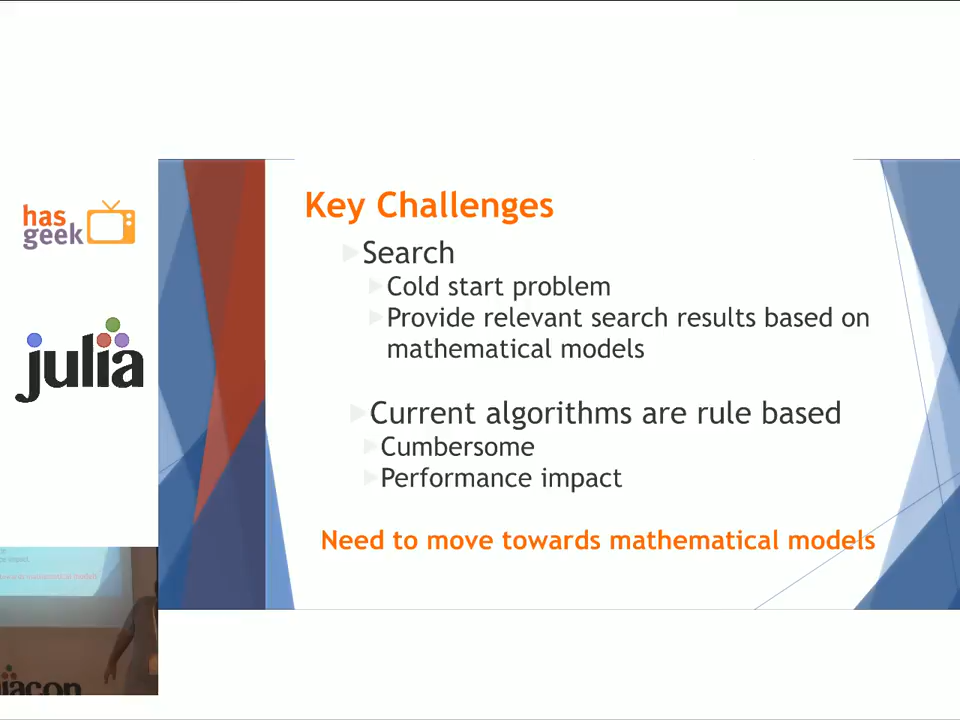 has
geek
julia
Key Challenges
Search
Cold start problem
Provide relevant search results based on
mathematical models
Current algorithms are rule based
Cumbersome
Performance impact
Need to move towards mathematical models